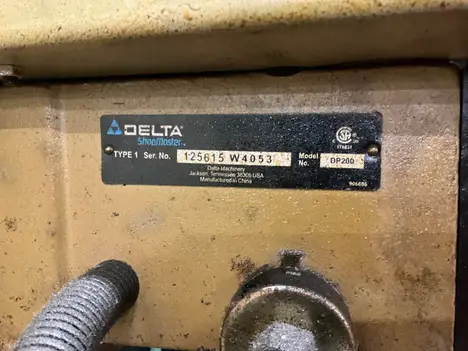 DELTA
ShopMaster
TYPE 1 Ser. No. 125615 W4053
Model No. DP200
Delta Machinery
Jackson, Tennessee 38305 USA
Manufactured in China